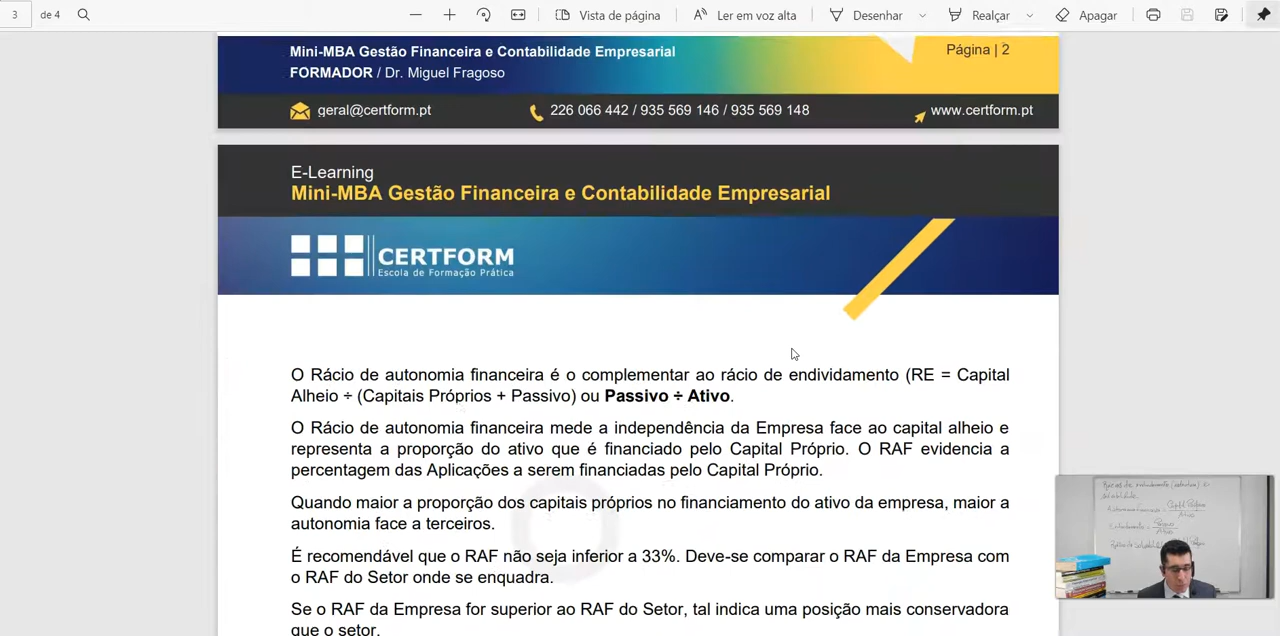 3 de 4 Vista de página Ler em voz alta Desenhar Realçar Apagar
Mini-MBA Gestão Financeira e Contabilidade Empresarial
Página | 2
FORMADOR / Dr. Miguel Fragoso
geral@certform.pt 226 066 442 / 935 569 146 / 935 569 148 www.certform.pt
E-Learning
Mini-MBA Gestão Financeira e Contabilidade Empresarial
CERTFORM
Escola de Formação Prática
O Rácio de autonomia financeira é o complementar ao rácio de endividamento (RE = Capital
Alheio ÷ (Capitais Próprios + Passivo) ou Passivo ÷ Ativo.
O Rácio de autonomia financeira mede a independência da Empresa face ao capital alheio e
representa a proporção do ativo que é financiado pelo Capital Próprio. O RAF evidencia a
percentagem das Aplicações a serem financiadas pelo Capital Próprio.
Quando maior a proporção dos capitais próprios no financiamento do ativo da empresa, maior a
autonomia face a terceiros.
É recomendável que o RAF não seja inferior a 33%. Deve-se comparar o RAF da Empresa com
o RAF do Setor onde se enquadra.
Se o RAF da Empresa for superior ao RAF do Setor, tal indica uma posição mais conservadora
que o setor.